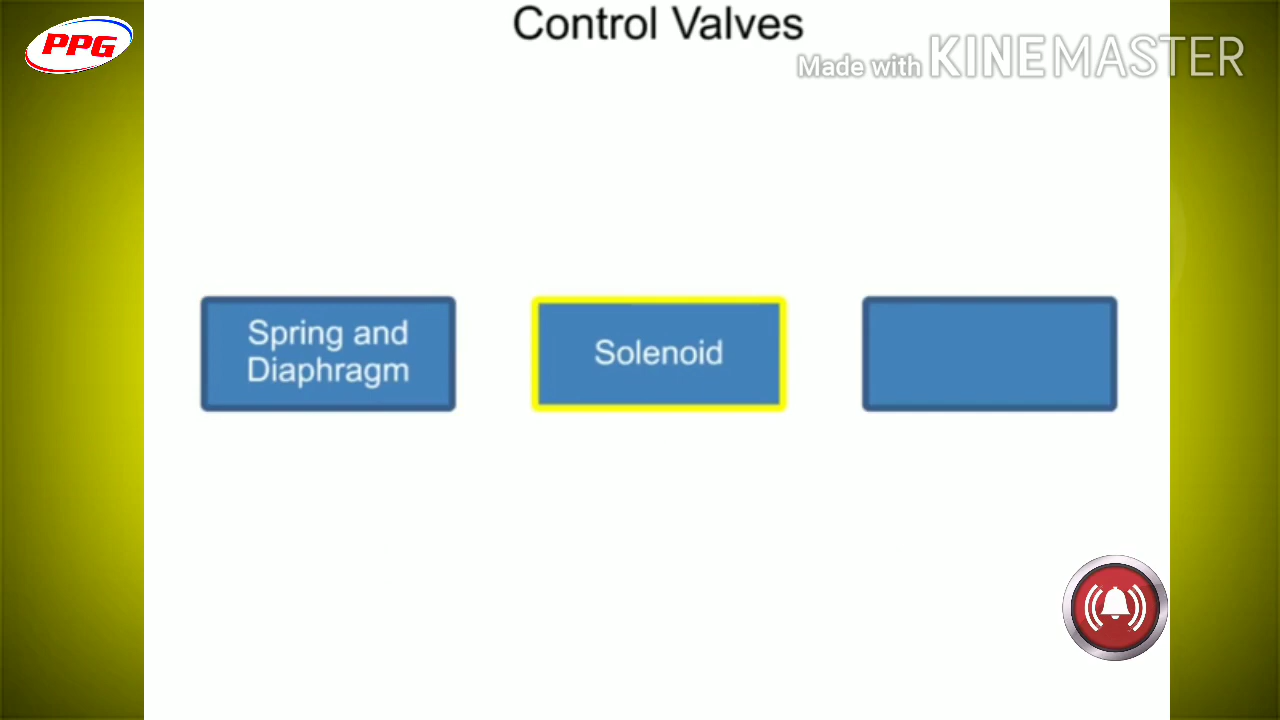 Control Valves
PPG
Made with KINEMASTER
Spring and
Diaphragm
Solenoid